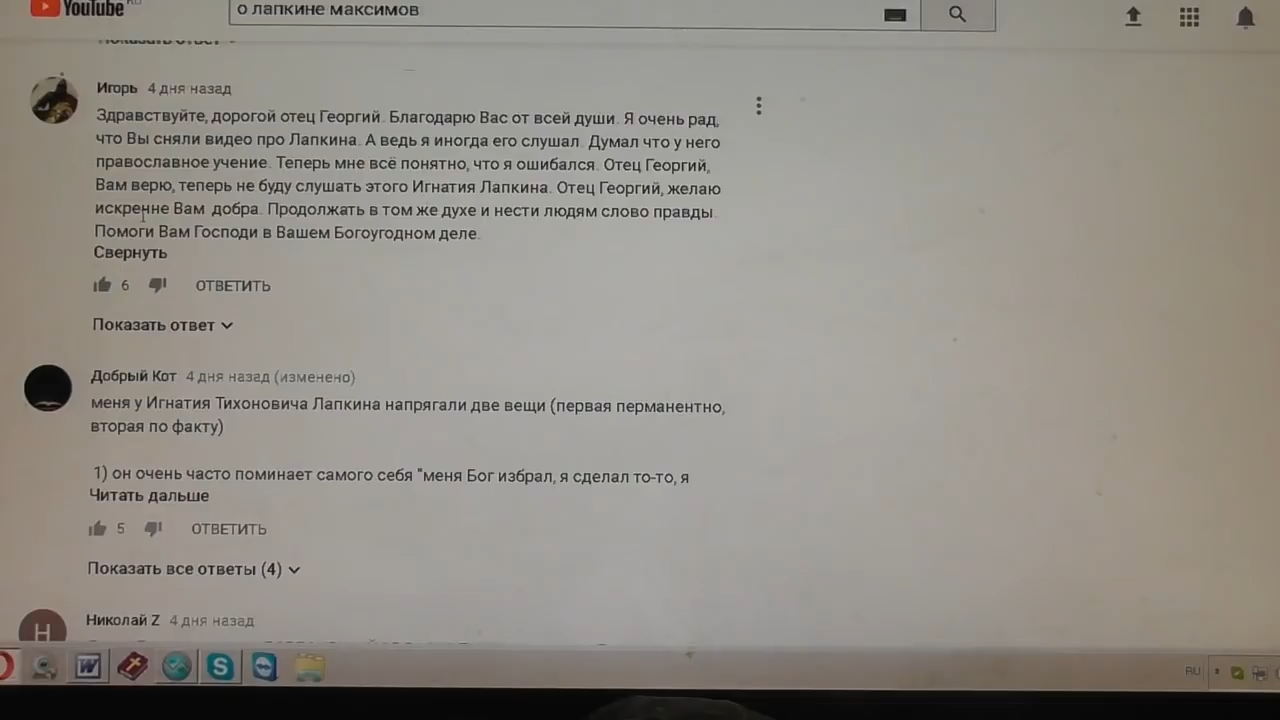 YouTube RU
о лапкине максимов
Показать ответ
Игорь 4 дня назад
Здравствуйте, дорогой отец Георгий. Благодарю Вас от всей души. Я очень рад,
что Вы сняли видео про Лапкина. А ведь я иногда его слушал. Думал что у него
православное учение. Теперь мне всё понятно, что я ошибался. Отец Георгий,
Вам верю, теперь не буду слушать этого Игнатия Лапкина. Отец Георгий, желаю
искренне Вам добра. Продолжать в том же духе и нести людям слово правды.
Помоги Вам Господи в Вашем Богоугодном деле.
Свернуть
6 ОТВЕТИТЬ
Показать ответ
Добрый Кот 4 дня назад (изменено)
меня у Игнатия Тихоновича Лапкина напрягали две вещи (первая перманентно,
вторая по факту)
1) он очень часто поминает самого себя "меня Бог избрал, я сделал то-то, я
Читать дальше
5 ОТВЕТИТЬ
Показать все ответы (4)
Н
Николай Z 4 дня назад
W
S
RU